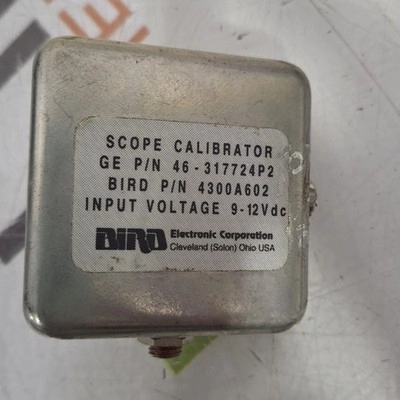 SCOPE CALIBRATOR
GE P/N 46-317724P2
BIRD P/N 4300A602
INPUT VOLTAGE 9-12Vdc
BIRD Electronic Corporation
Cleveland (Solon) Ohio USA